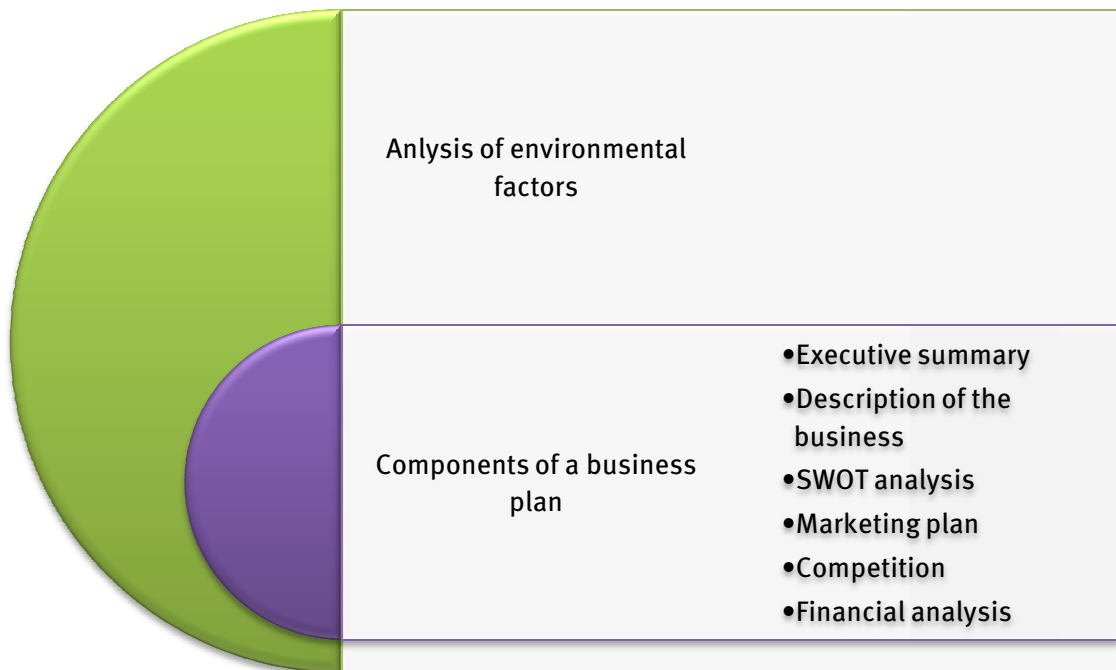 Anlysis of environmental
factors
Components of a business
plan
•Executive summary
•Description of the
business
•SWOT analysis
•Marketing plan
•Competition
•Financial analysis